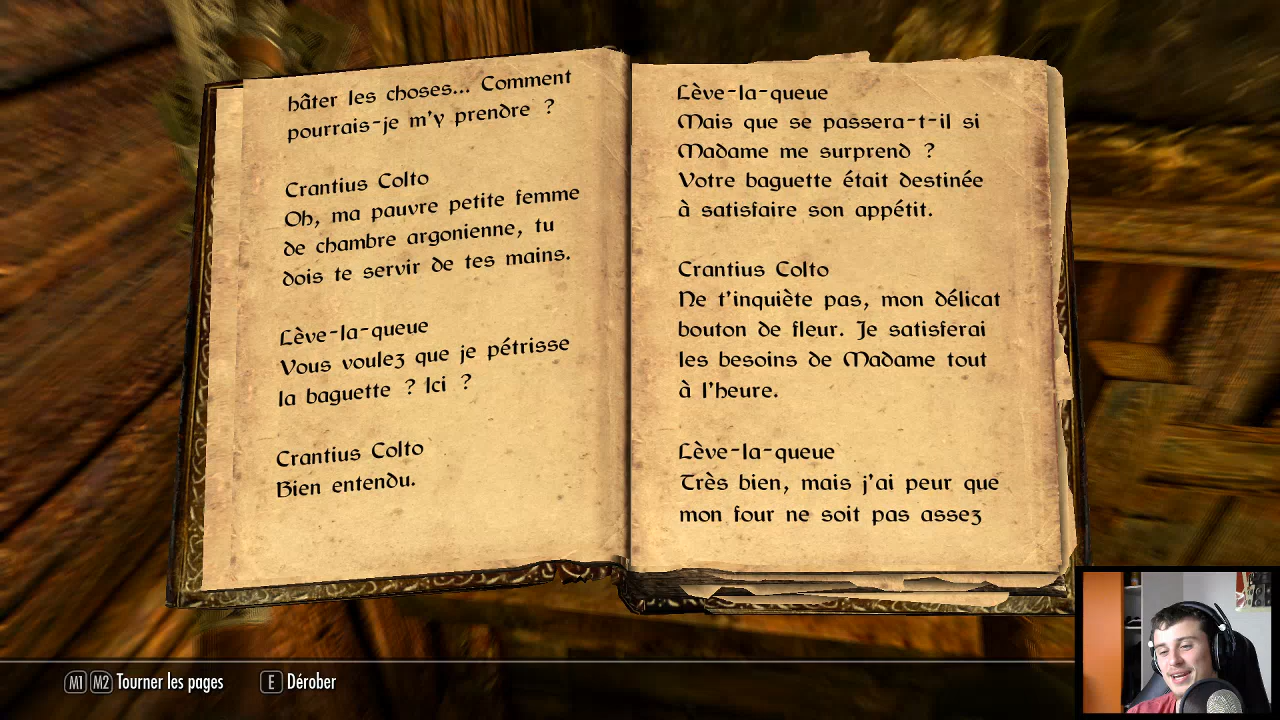 hâter les choses... Comment
pourrais-je m'y prendre ?
Crantius Colto
Oh, ma pauvre petite femme
de chambre argonienne, tu
dois te servir de tes mains.
Lève-la-queue
Vous voulez que je pétrisse
la baguette ? Ici ?
Crantius Colto
Bien entendu.
Lève-la-queue
Mais que se passera-t-il si
Madame me surprend ?
Votre baguette était destinée
à satisfaire son appétit.
Crantius Colto
Ne t'inquiète pas, mon délicat
bouton de fleur. Je satisferai
les besoins de Madame tout
à l'heure.
Lève-la-queue
Très bien, mais j'ai peur que
mon four ne soit pas assez
M1 M2 Tourner les pages
E Dérober